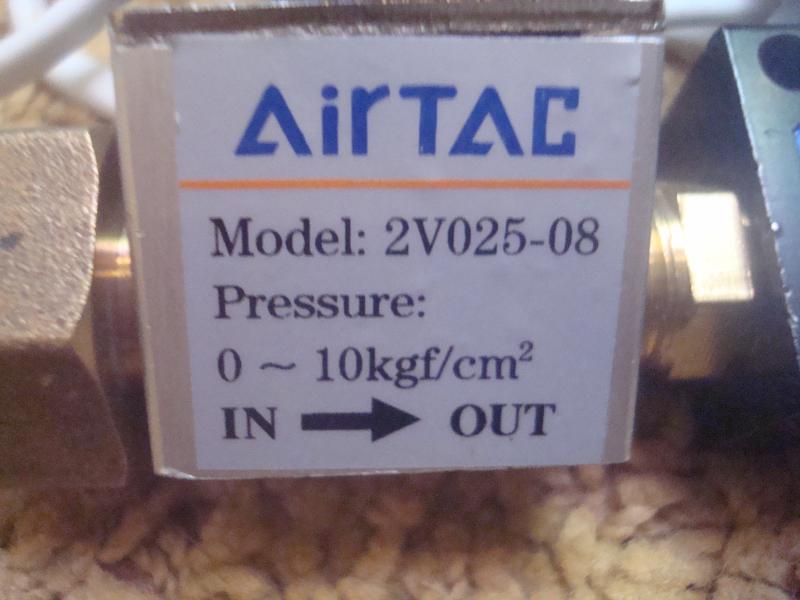 AirTAC
Model: 2V025-08
Pressure:
0 ~ 10kgf/cm²
IN → OUT